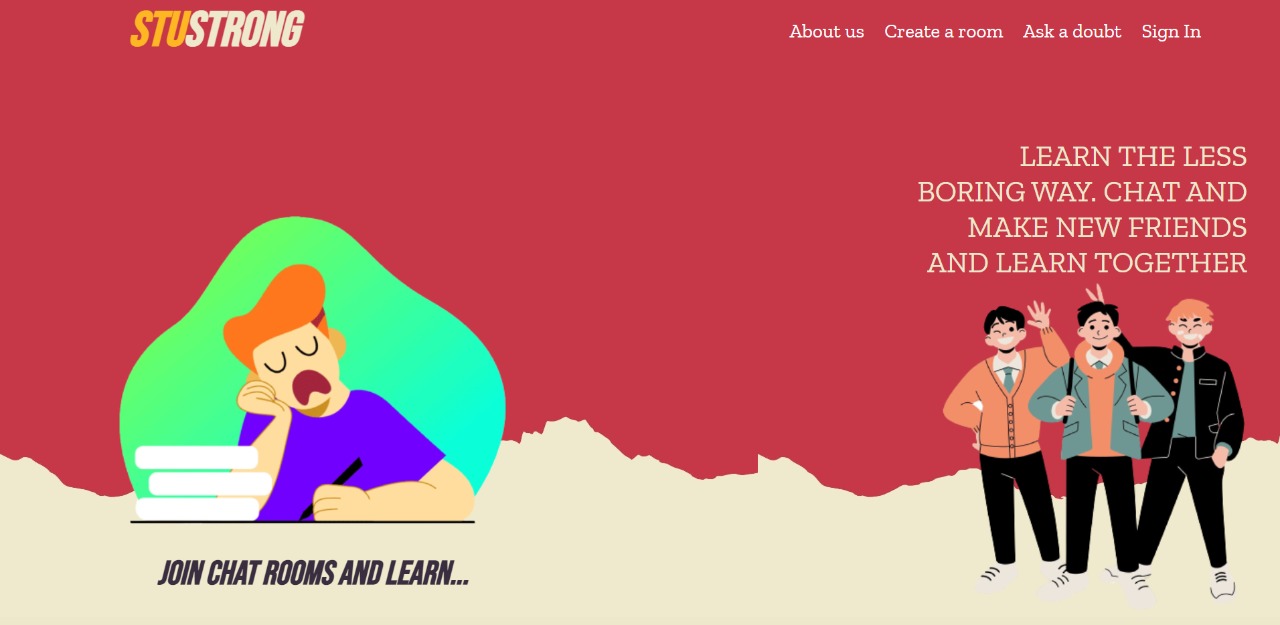 STUSTRONG
About us Create a room Ask a doubt Sign In
LEARN THE LESS
BORING WAY. CHAT AND
MAKE NEW FRIENDS
AND LEARN TOGETHER
JOIN CHAT ROOMS AND LEARN...